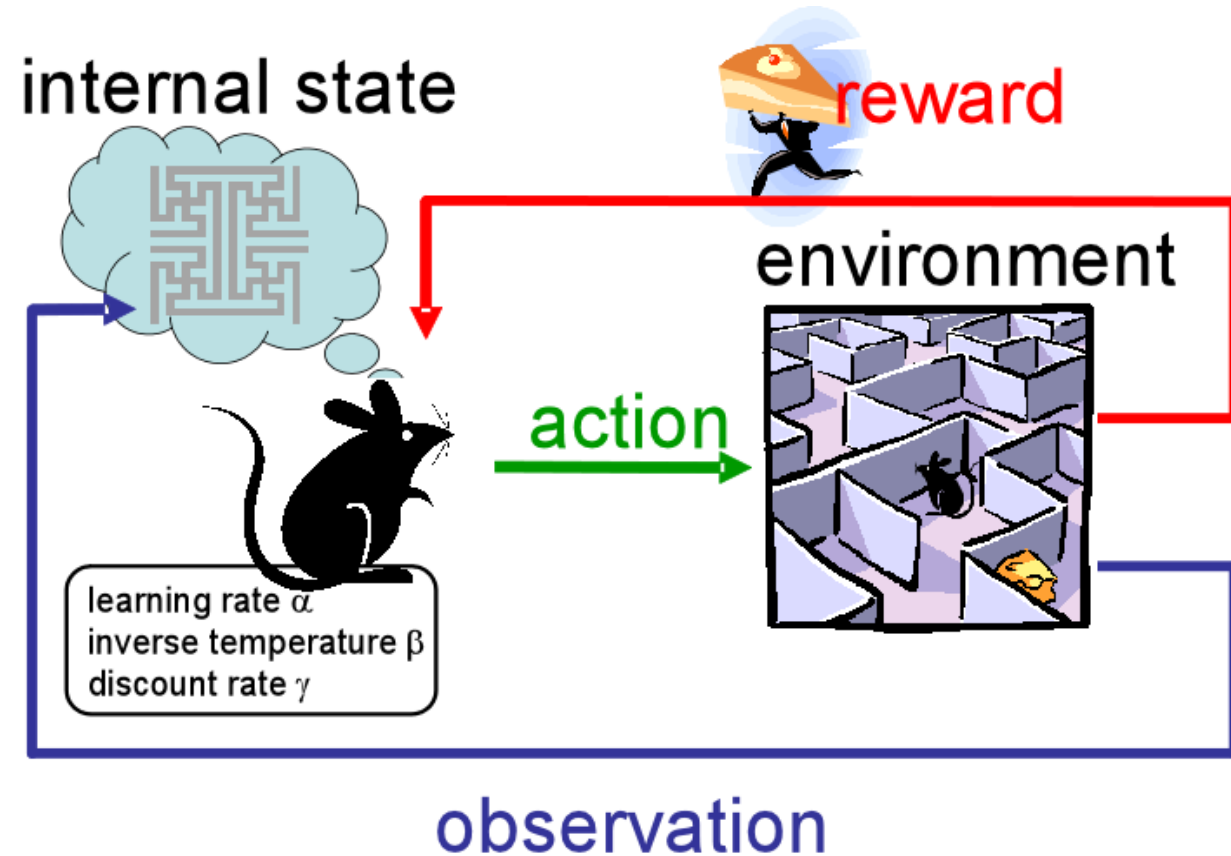 internal state
reward
environment
action
learning rate α
inverse temperature β
discount rate γ
observation